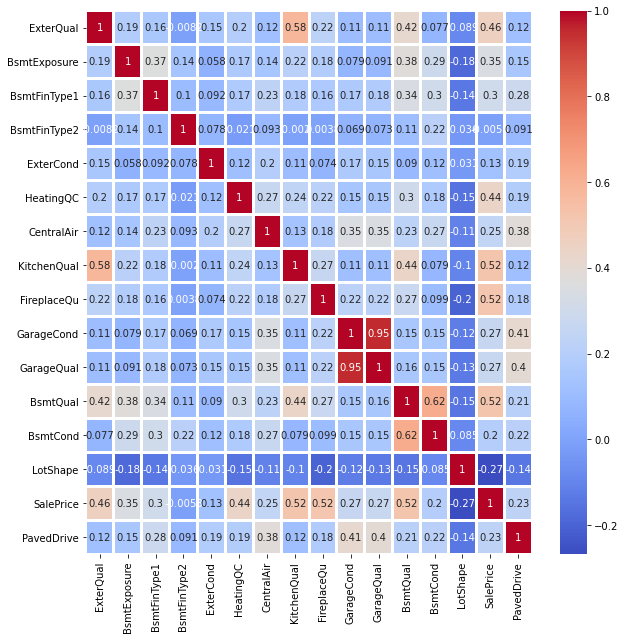 ExterQual 1 0.19 0.16 0.15 0.2 0.12 0.58 0.22 0.11 0.11 0.42 0.077 0.46 0.12
BsmtExposure 0.19 1 0.37 0.14 0.058 0.17 0.14 0.22 0.18 0.079 0.091 0.38 0.29 -0.18 0.35 0.15
BsmtFinType1 0.16 0.37 1 0.1 0.092 0.17 0.23 0.18 0.16 0.17 0.18 0.34 0.3 -0.14 0.3 0.28
BsmtFinType2 0.14 0.1 1 0.078 0.093 0.069 0.073 0.11 0.22 0.091
ExterCond 0.15 0.058 0.092 0.078 1 0.12 0.2 0.11 0.074 0.17 0.15 0.09 0.12 -0.031 0.13 0.19
HeatingQC 0.2 0.17 0.17 0.12 1 0.27 0.24 0.22 0.15 0.15 0.3 0.18 -0.15 0.44 0.19
CentralAir 0.12 0.14 0.23 0.093 0.2 0.27 1 0.13 0.18 0.35 0.35 0.23 0.27 -0.11 0.25 0.38
KitchenQual 0.58 0.22 0.18 0.11 0.24 0.13 1 0.27 0.11 0.11 0.44 0.079 -0.1 0.52 0.12
FireplaceQu 0.22 0.18 0.16 0.074 0.22 0.18 0.27 1 0.22 0.22 0.27 0.099 -0.2 0.52 0.18
GarageCond 0.11 0.079 0.17 0.069 0.17 0.15 0.35 0.11 0.22 1 0.95 0.15 0.15 -0.12 0.27 0.41
GarageQual 0.11 0.091 0.18 0.073 0.15 0.15 0.35 0.11 0.22 0.95 1 0.16 0.15 -0.13 0.27 0.4
BsmtQual 0.42 0.38 0.34 0.11 0.09 0.3 0.23 0.44 0.27 0.15 0.16 1 0.62 -0.15 0.52 0.21
BsmtCond 0.077 0.29 0.3 0.22 0.12 0.18 0.27 0.079 0.099 0.15 0.15 0.62 1 -0.085 0.2 0.22
LotShape -0.089 -0.18 -0.14 -0.036 -0.031 -0.15 -0.11 -0.1 -0.2 -0.12 -0.13 -0.15 -0.085 1 -0.27 -0.14
SalePrice 0.46 0.35 0.3 0.13 0.44 0.25 0.52 0.52 0.27 0.27 0.52 0.2 -0.27 1 0.23
PavedDrive 0.12 0.15 0.28 0.091 0.19 0.19 0.38 0.12 0.18 0.41 0.4 0.21 0.22 -0.14 0.23 1
ExterQual BsmtExposure BsmtFinType1 BsmtFinType2 ExterCond HeatingQC CentralAir KitchenQual FireplaceQu GarageCond GarageQual BsmtQual BsmtCond LotShape SalePrice PavedDrive
1.0
0.8
0.6
0.4
0.2
0.0
−0.2